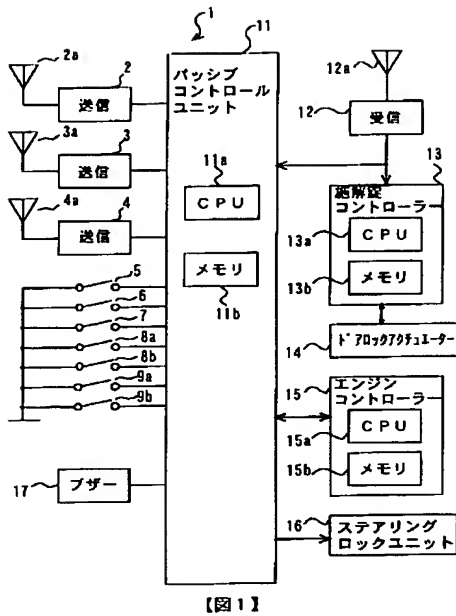 1
11
2a
2
送信
パッシブ
コントロール
ユニット
12a
12
受信
3a
3
送信
11a
CPU
13
施解錠
コントローラー
13a
CPU
4a
4
送信
メモリ
11b
13b
メモリ
5
6
7
8a
8b
9a
9b
14
ドアロックアクチュエーター
15
エンジン
コントローラー
15a
CPU
15b
メモリ
17
ブザー
16
ステアリング
ロックユニット
【図1】